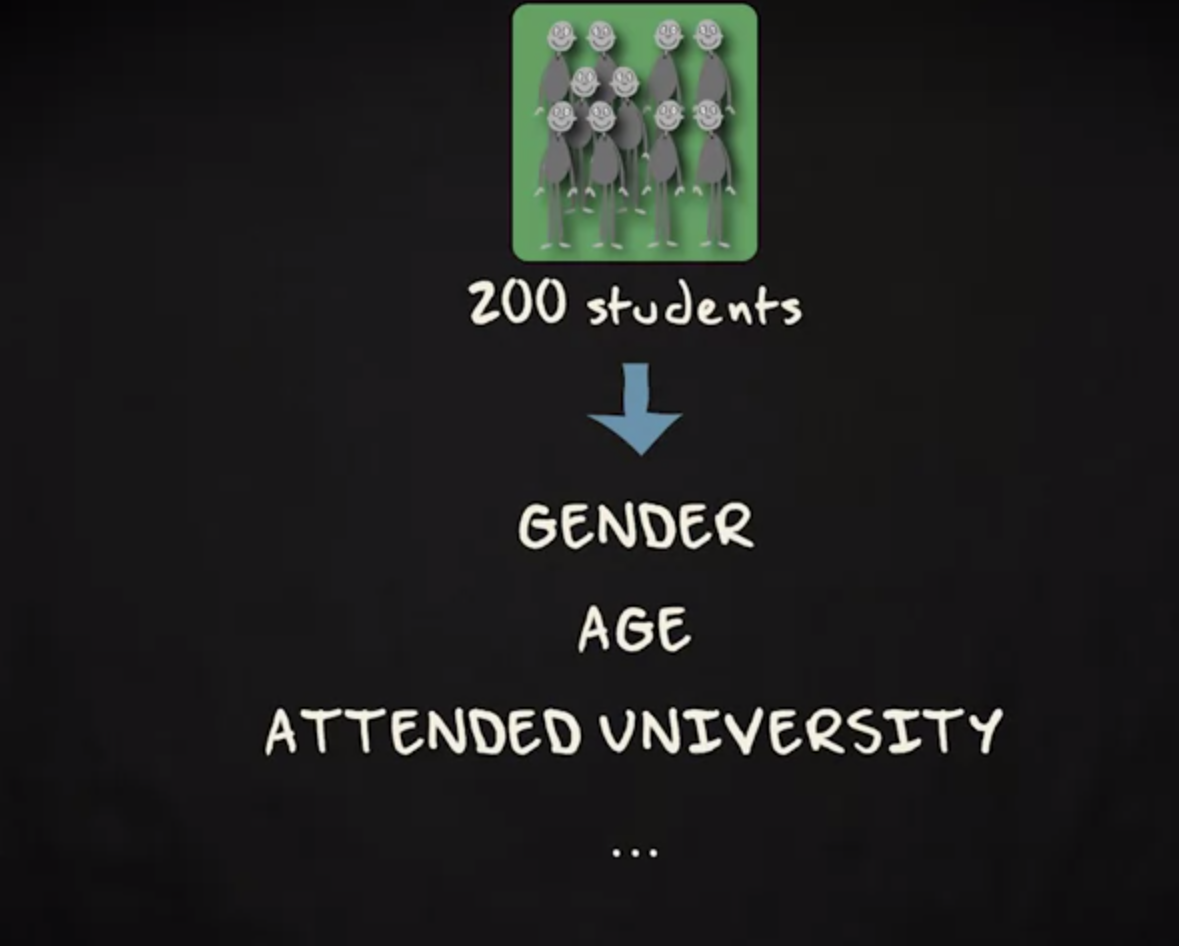 200 students
GENDER
AGE
ATTENDED UNIVERSITY
...